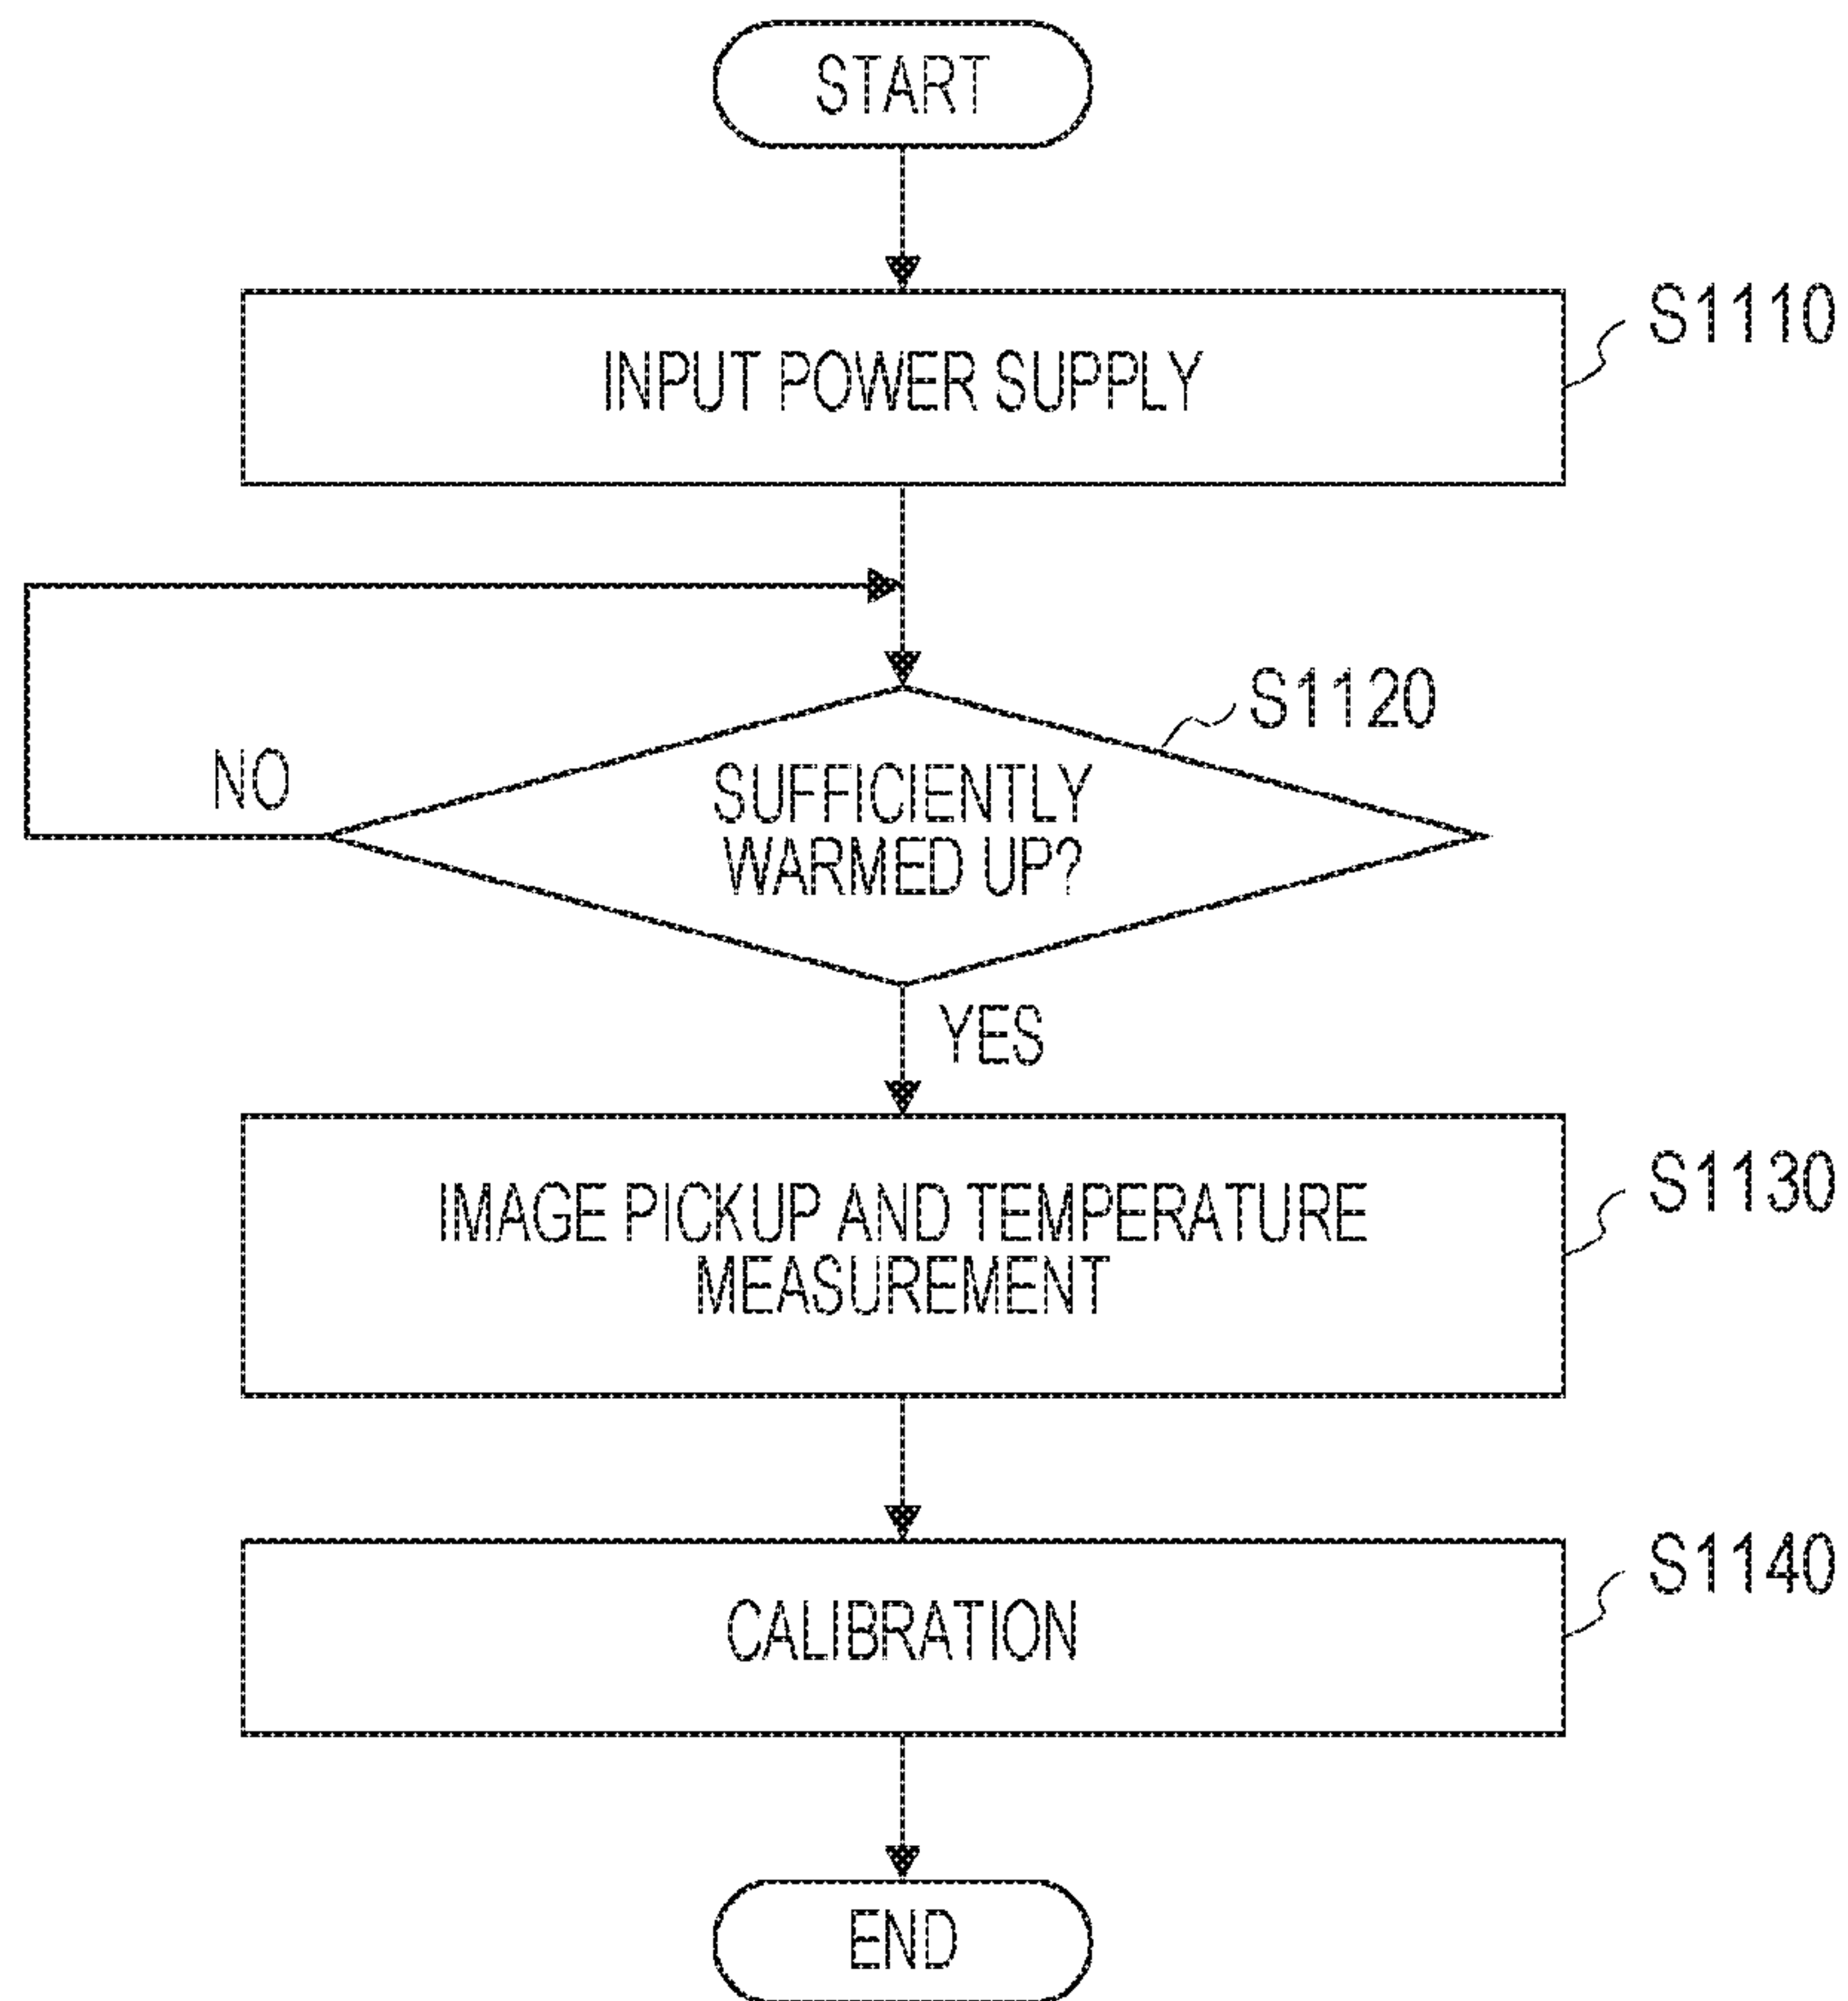 START
INPUT POWER SUPPLY
S1110
S1120
SUFFICIENTLY
WARMED UP?
NO
YES
IMAGE PICKUP AND TEMPERATURE
MEASUREMENT
S1130
CALIBRATION
S1140
END